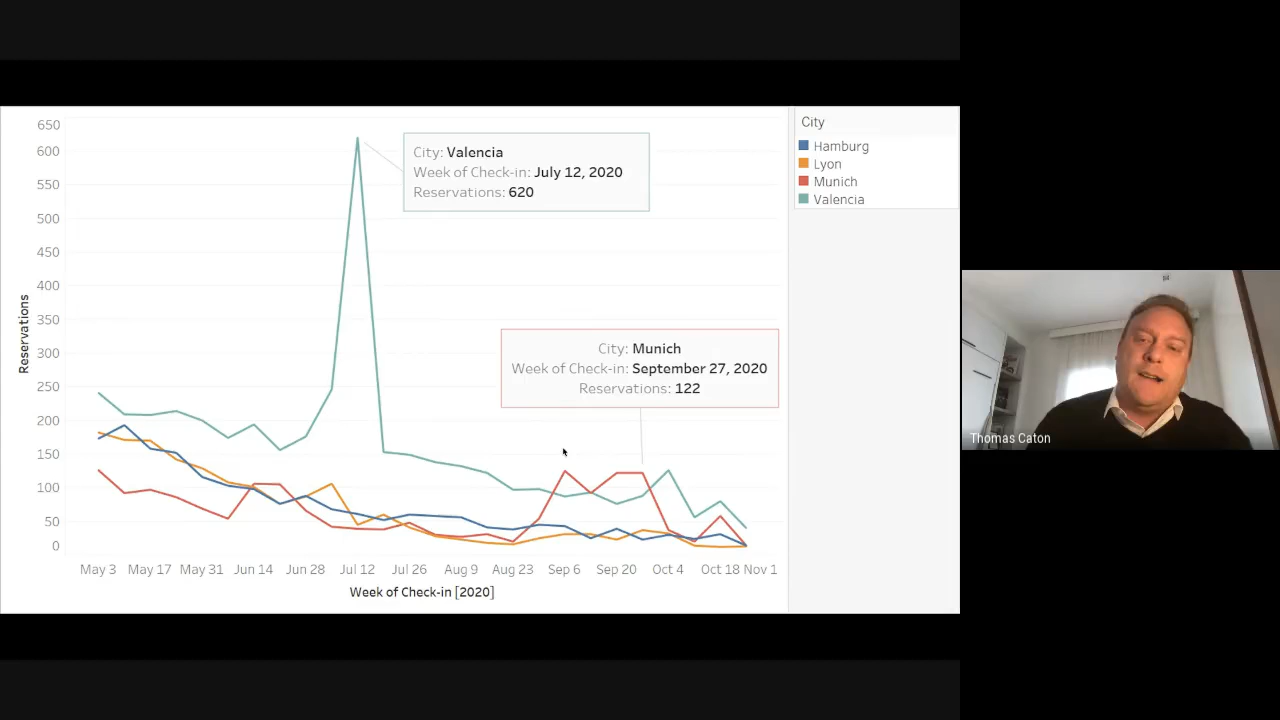 650
600
550
500
450
400
350
300
250
200
150
100
50
0
Reservations
City: Valencia
Week of Check-in: July 12, 2020
Reservations: 620
City: Munich
Week of Check-in: September 27, 2020
Reservations: 122
May 3 May 17 May 31 Jun 14 Jun 28 Jul 12 Jul 26 Aug 9 Aug 23 Sep 6 Sep 20 Oct 4 Oct 18 Nov 1
Week of Check-in [2020]
City
Hamburg
Lyon
Munich
Valencia
Thomas Caton